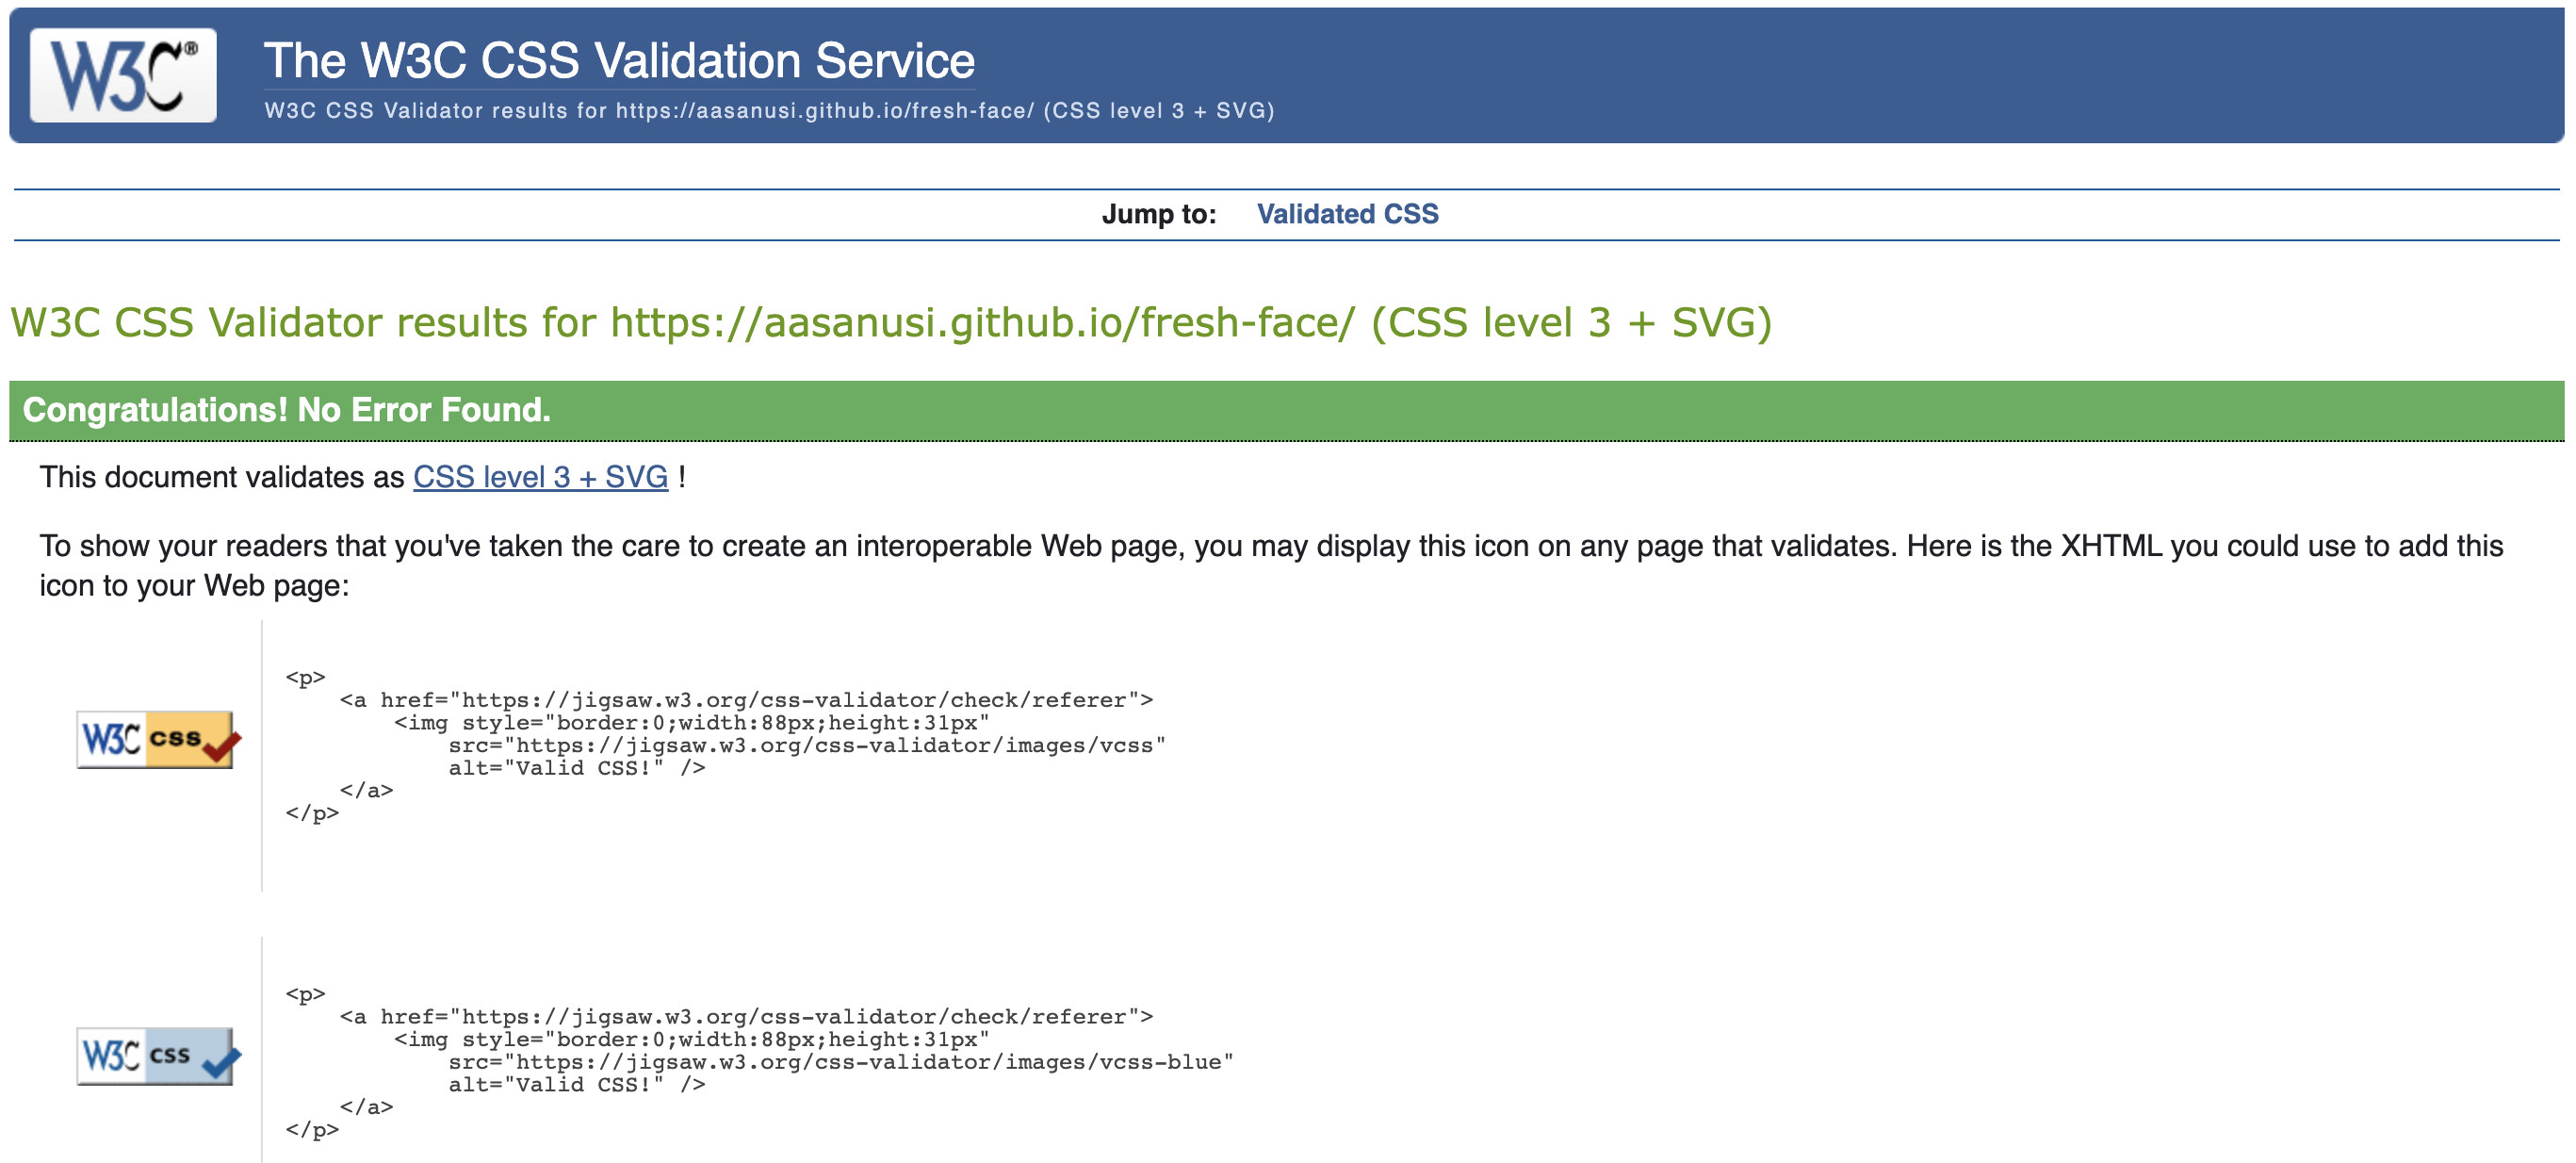 W3C®
The W3C CSS Validation Service
W3C CSS Validator results for https://aasanusi.github.io/fresh-face/ (CSS level 3 + SVG)
Jump to: Validated CSS
W3C CSS Validator results for https://aasanusi.github.io/fresh-face/ (CSS level 3 + SVG)
Congratulations! No Error Found.
This document validates as CSS level 3 + SVG !
To show your readers that you've taken the care to create an interoperable Web page, you may display this icon on any page that validates. Here is the XHTML you could use to add this
icon to your Web page:
W3C css
<p>
    <a href="https://jigsaw.w3.org/css-validator/check/referer">
        <img style="border:0;width:88px;height:31px"
            src="https://jigsaw.w3.org/css-validator/images/vcss"
            alt="Valid CSS!" />
    </a>
</p>
W3C css
<p>
    <a href="https://jigsaw.w3.org/css-validator/check/referer">
        <img style="border:0;width:88px;height:31px"
            src="https://jigsaw.w3.org/css-validator/images/vcss-blue"
            alt="Valid CSS!" />
    </a>
</p>